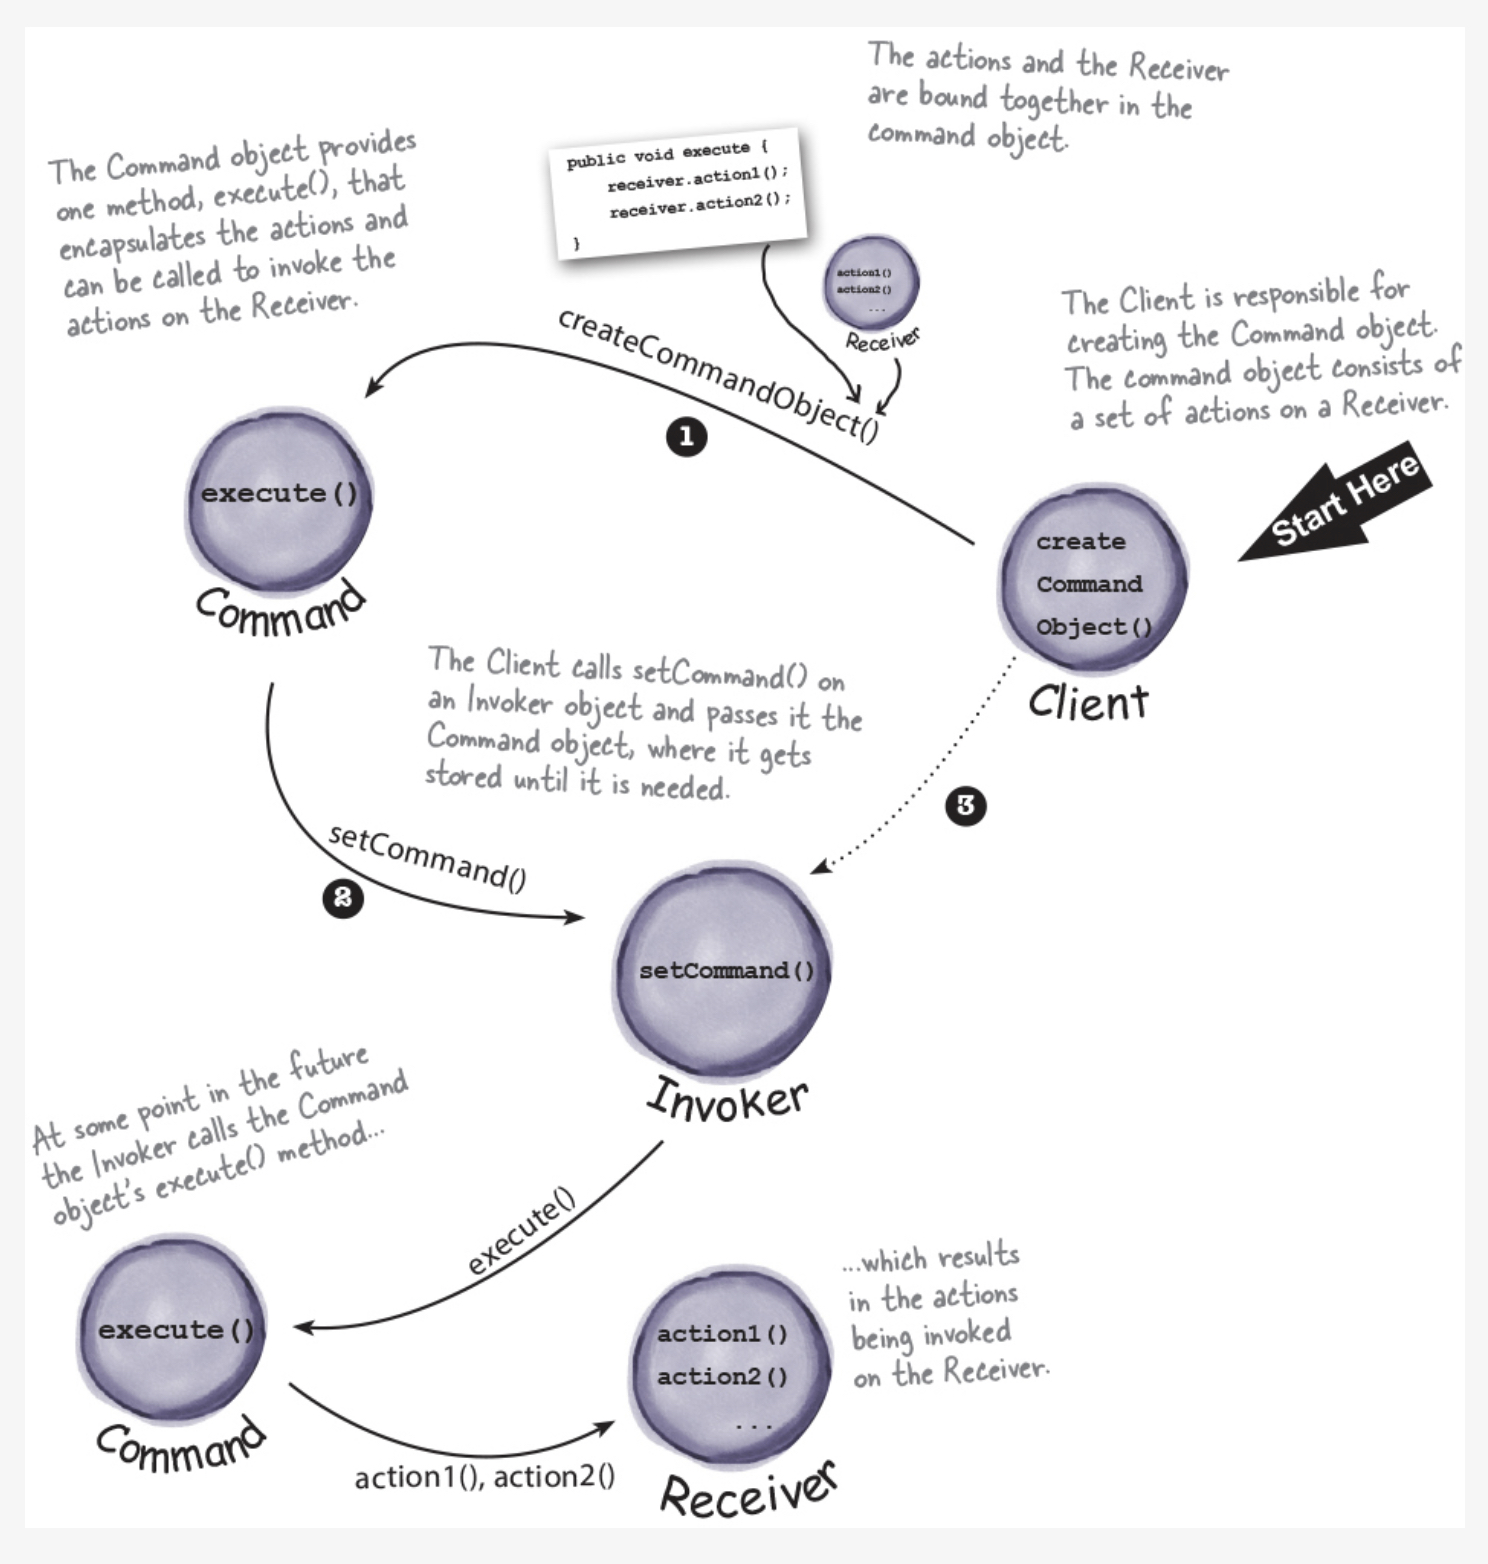 The actions and the Receiver
are bound together in the
command object.
The Command object provides
one method, execute(), that
encapsulates the actions and
can be called to invoke the
actions on the Receiver.
public void execute {
receiver.action1();
receiver.action2();
}
action1()
action2()
...
Receiver
createCommandObject()
1
The Client is responsible for
creating the Command object.
The command object consists of
a set of actions on a Receiver.
Start Here
execute()
Command
create
Command
Object()
Client
The Client calls setCommand() on
an Invoker object and passes it the
Command object, where it gets
stored until it is needed.
3
setCommand()
2
setCommand()
Invoker
At some point in the future
the Invoker calls the Command
object's execute() method...
execute()
execute()
Command
action1(), action2()
action1()
action2()
...
Receiver
...which results
in the actions
being invoked
on the Receiver.